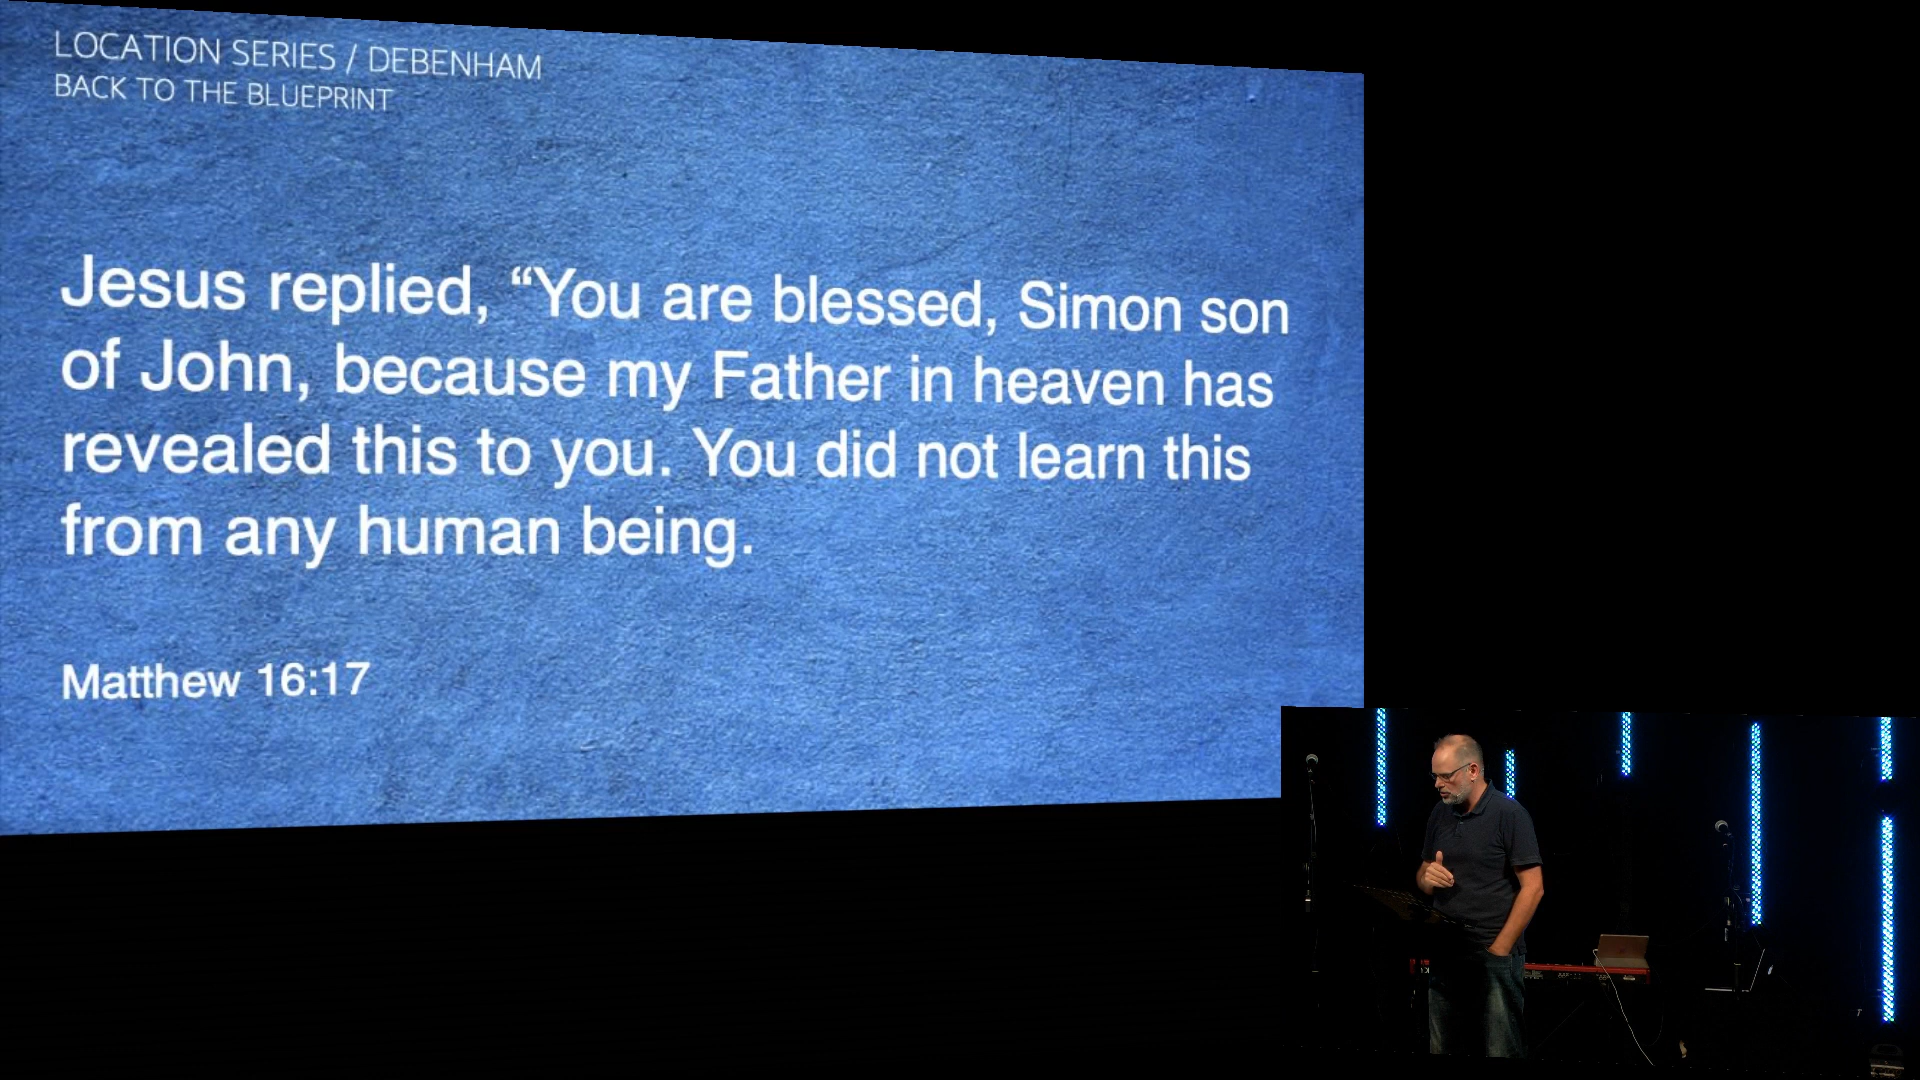 LOCATION SERIES / DEBENHAM
BACK TO THE BLUEPRINT
Jesus replied, “You are blessed, Simon son
of John, because my Father in heaven has
revealed this to you. You did not learn this
from any human being.
Matthew 16:17